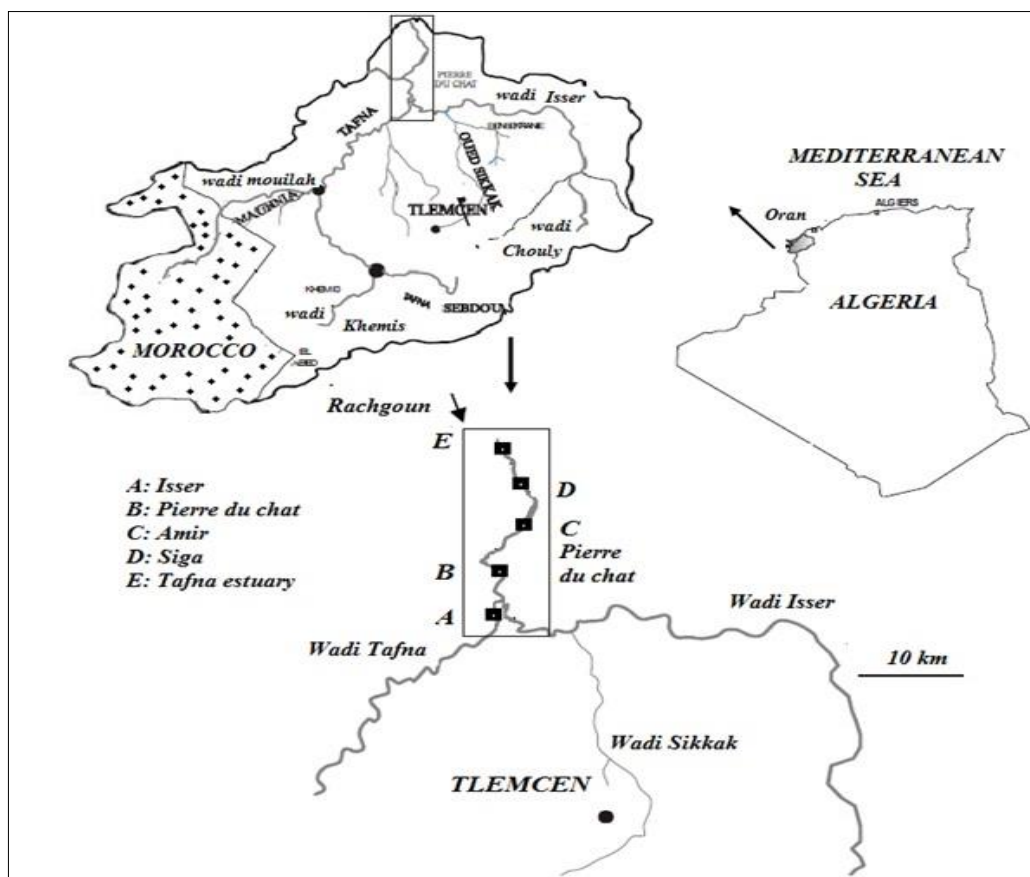 PIERRE
DU CHAT
wadi Isser
TAFNA
BENSEKRANE
OUED SIKKAK
wadi mouilah
MAGHNIA
TLEMCEN
wadi
Chouly
KHEMIC
TAFNA
SEBDOU
wadi
Khemis
MOROCCO
EL
ABED
MEDITERRANEAN
SEA
Oran
ALGIERS
ALGERIA
Rachgoun
E
D
C
Pierre
du chat
B
A
A: Isser
B: Pierre du chat
C: Amir
D: Siga
E: Tafna estuary
Wadi Isser
Wadi Tafna
10 km
Wadi Sikkak
TLEMCEN